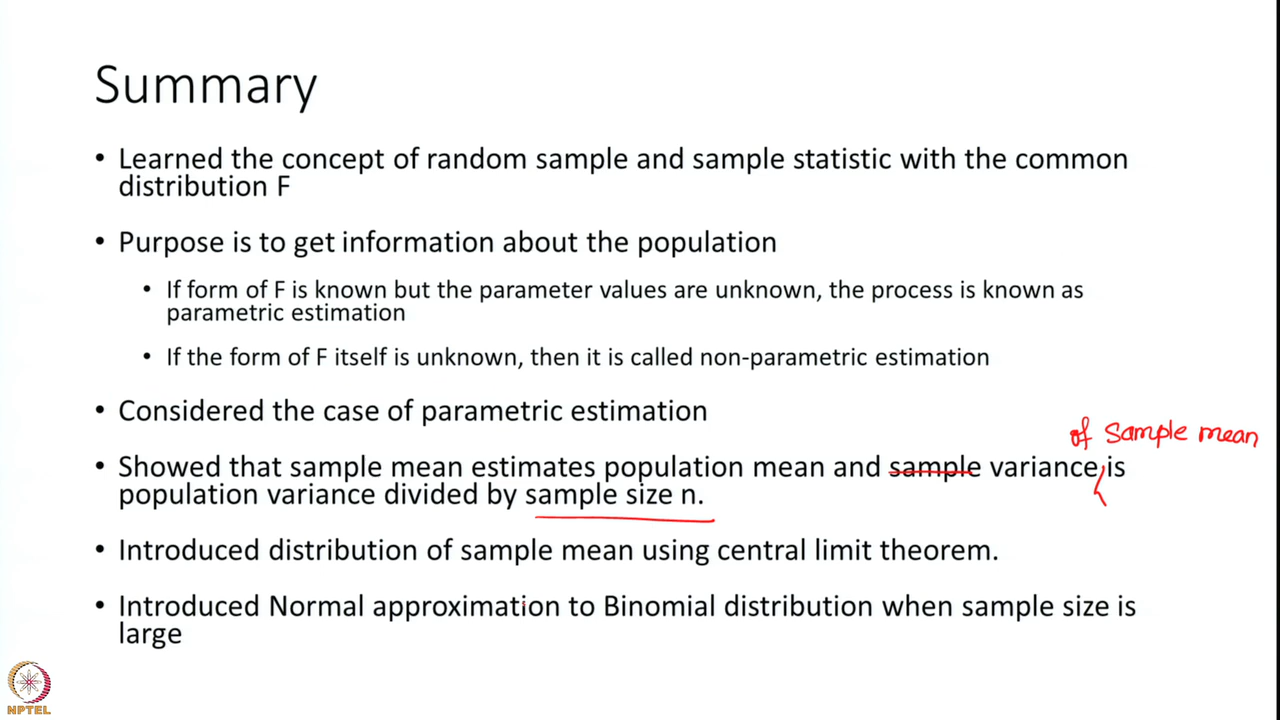 Summary
• Learned the concept of random sample and sample statistic with the common
distribution F
• Purpose is to get information about the population
• If form of F is known but the parameter values are unknown, the process is known as
parametric estimation
• If the form of F itself is unknown, then it is called non-parametric estimation
• Considered the case of parametric estimation
of Sample mean
• Showed that sample mean estimates population mean and sample variance is
population variance divided by sample size n.
• Introduced distribution of sample mean using central limit theorem.
• Introduced Normal approximation to Binomial distribution when sample size is
large
NPTEL